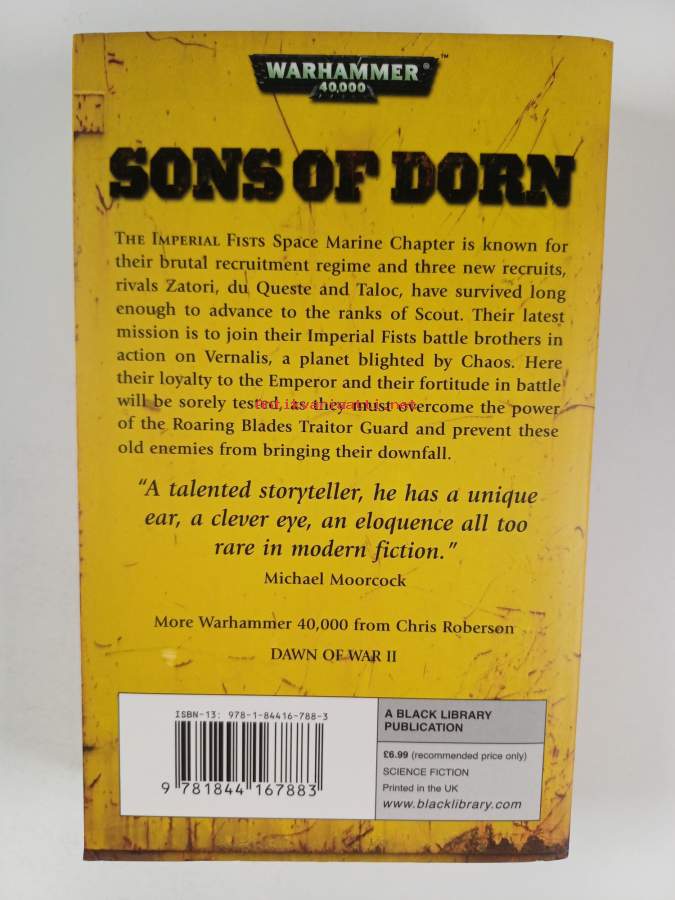 WARHAMMER®™
40,000
SONS OF DORN
THE IMPERIAL FISTS Space Marine Chapter is known for
their brutal recruitment regime and three new recruits,
rivals Zatori, du Queste and Taloc, have survived long
enough to advance to the ranks of Scout. Their latest
mission is to join their Imperial Fists battle brothers in
action on Vernalis, a planet blighted by Chaos. Here
their loyalty to the Emperor and their fortitude in battle
will be sorely tested, as they must overcome the power
antikvariaatti.net
of the Roaring Blades Traitor Guard and prevent these
old enemies from bringing their downfall.
“A talented storyteller, he has a unique
ear, a clever eye, an eloquence all too
rare in modern fiction.”
Michael Moorcock
More Warhammer 40,000 from Chris Roberson
DAWN OF WAR II
ISBN-13: 978-1-84416-788-3
9 781844 167883
A BLACK LIBRARY
PUBLICATION
£6.99 (recommended price only)
SCIENCE FICTION
Printed in the UK
www.blacklibrary.com